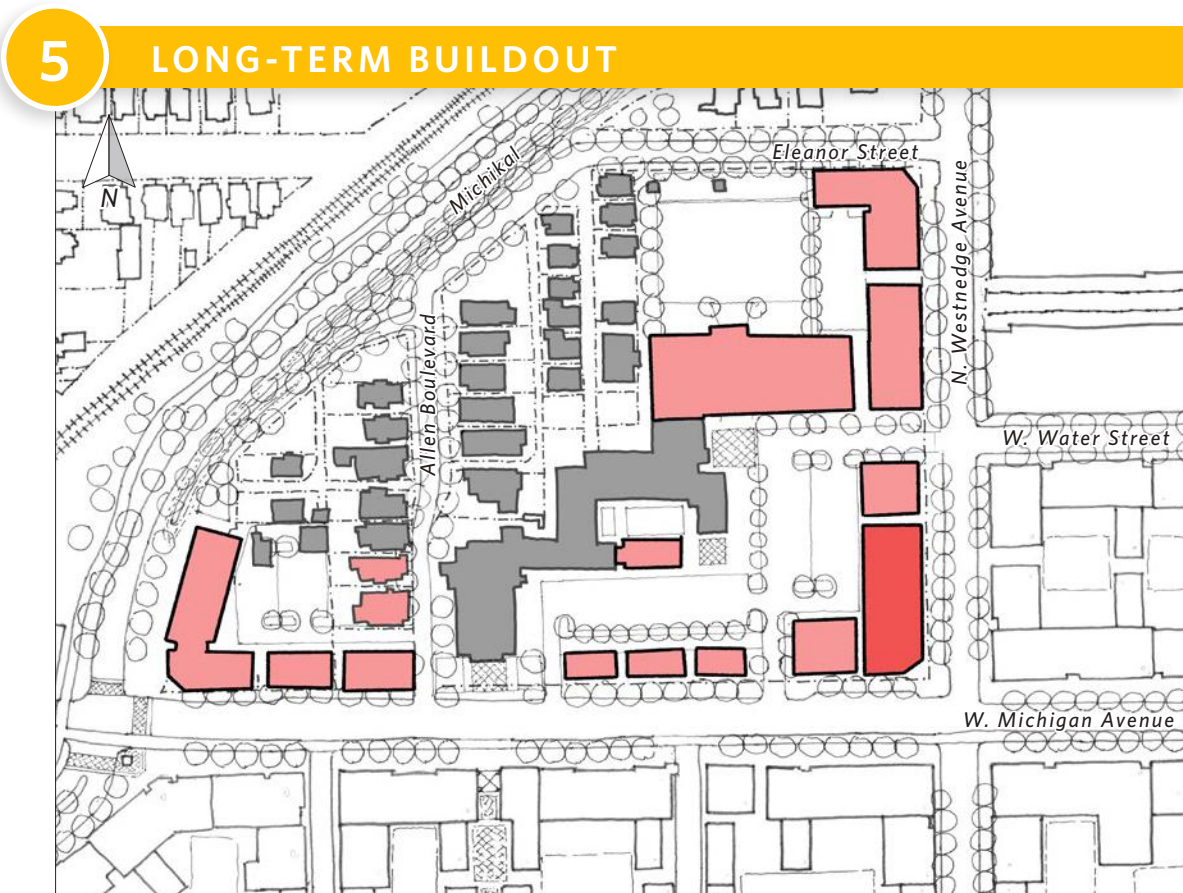 5
LONG-TERM BUILDOUT
N
Michikal
Eleanor Street
N. Westnedge Avenue
Allen Boulevard
W. Water Street
W. Michigan Avenue